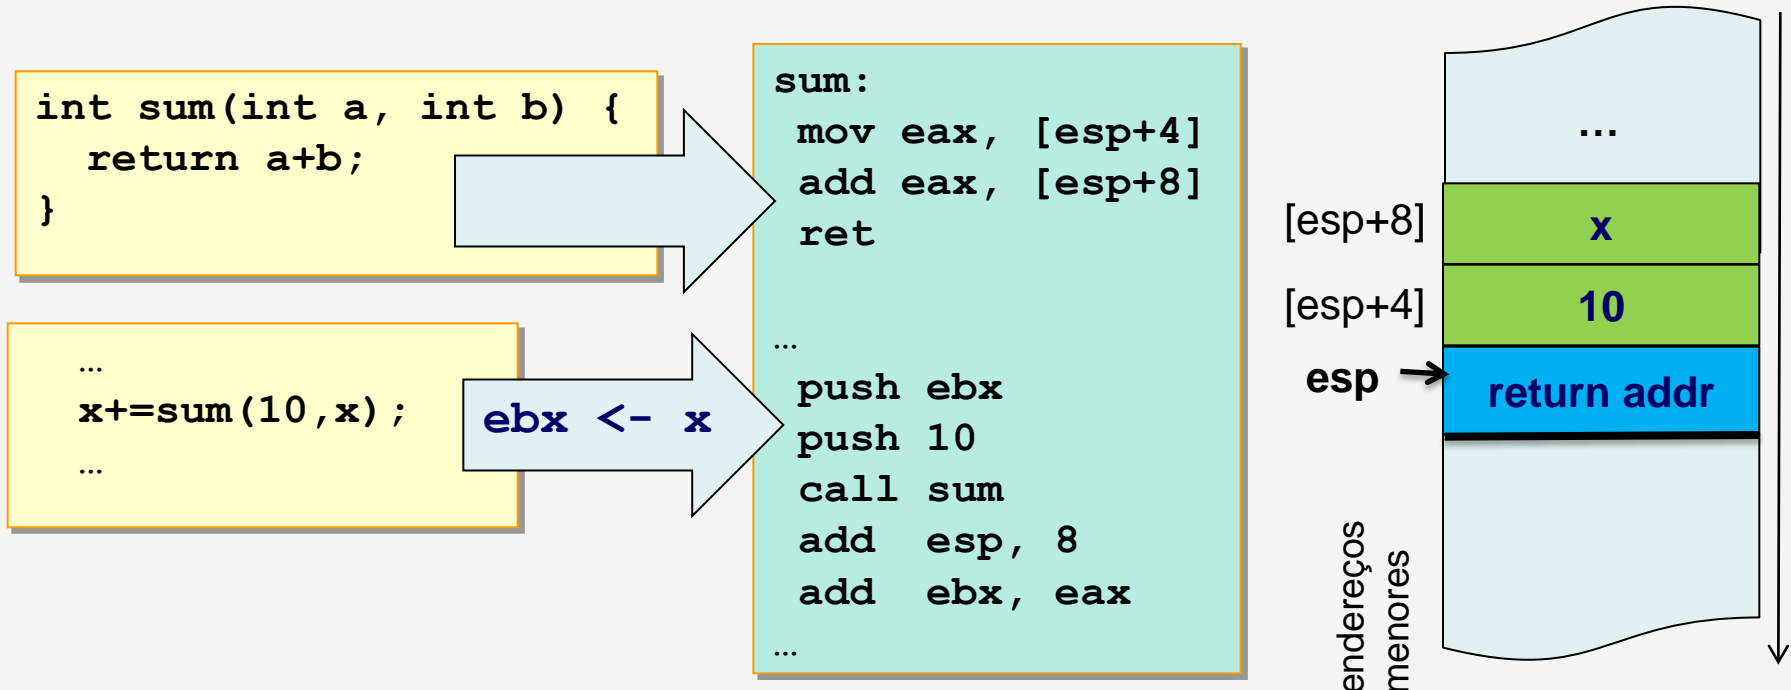 int sum(int a, int b) {
return a+b;
}
…
x+=sum(10,x);
…
ebx <- x
sum:
mov eax, [esp+4]
add eax, [esp+8]
ret
…
push ebx
push 10
call sum
add esp, 8
add ebx, eax
…
…
[esp+8] x
[esp+4] 10
esp return addr
endereços
menores